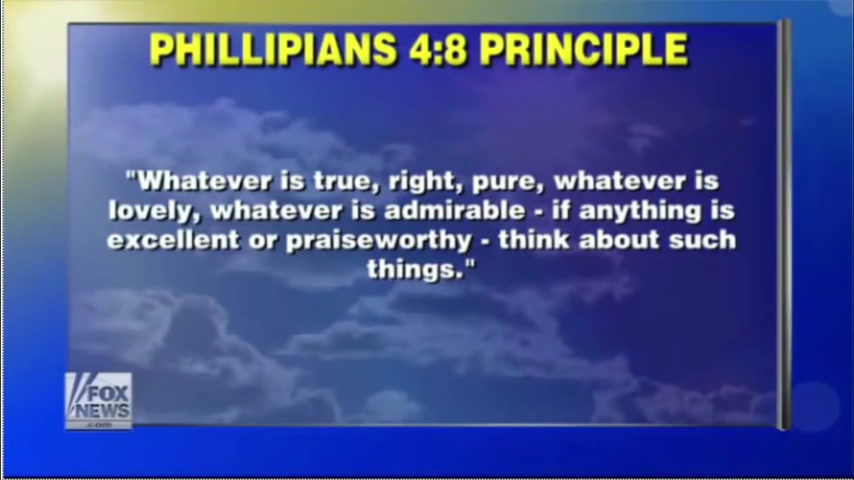 PHILLIPIANS 4:8 PRINCIPLE
"Whatever is true, right, pure, whatever is
lovely, whatever is admirable - if anything is
excellent or praiseworthy - think about such
things."
FOX
NEWS
.com